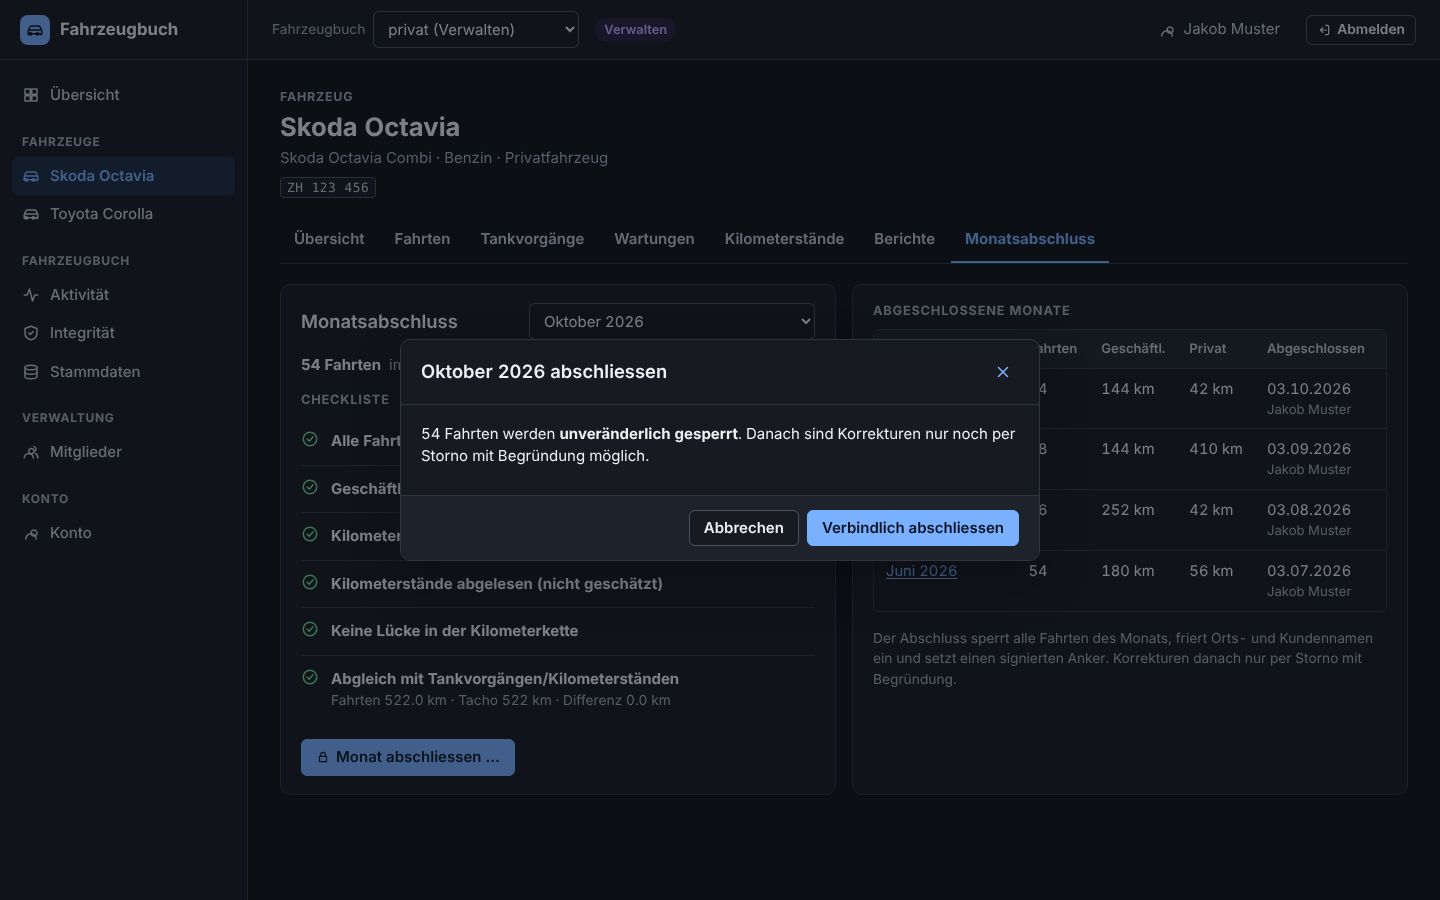 Fahrzeugbuch
Fahrzeugbuch
privat (Verwalten)
Verwalten
Jakob Muster
Abmelden
Übersicht
FAHRZEUGE
Skoda Octavia
Toyota Corolla
FAHRZEUGBUCH
Aktivität
Integrität
Stammdaten
VERWALTUNG
Mitglieder
KONTO
Konto
FAHRZEUG
Skoda Octavia
Skoda Octavia Combi · Benzin · Privatfahrzeug
ZH 123 456
Übersicht Fahrten Tankvorgänge Wartungen Kilometerstände Berichte Monatsabschluss
Monatsabschluss
Oktober 2026
54 Fahrten in
CHECKLISTE
Alle Fahrt
Geschäftl
Kilometer
Kilometerstände abgelesen (nicht geschätzt)
Keine Lücke in der Kilometerkette
Abgleich mit Tankvorgängen/Kilometerständen
Fahrten 522.0 km · Tacho 522 km · Differenz 0.0 km
Monat abschliessen ...
Oktober 2026 abschliessen
54 Fahrten werden unveränderlich gesperrt. Danach sind Korrekturen nur noch per
Storno mit Begründung möglich.
Abbrechen
Verbindlich abschliessen
ABGESCHLOSSENE MONATE
ahrten Geschäftl. Privat Abgeschlossen
4 144 km 42 km 03.10.2026
Jakob Muster
8 144 km 410 km 03.09.2026
Jakob Muster
6 252 km 42 km 03.08.2026
Jakob Muster
Juni 2026 54 180 km 56 km 03.07.2026
Jakob Muster
Der Abschluss sperrt alle Fahrten des Monats, friert Orts- und Kundennamen
ein und setzt einen signierten Anker. Korrekturen danach nur per Storno mit
Begründung.